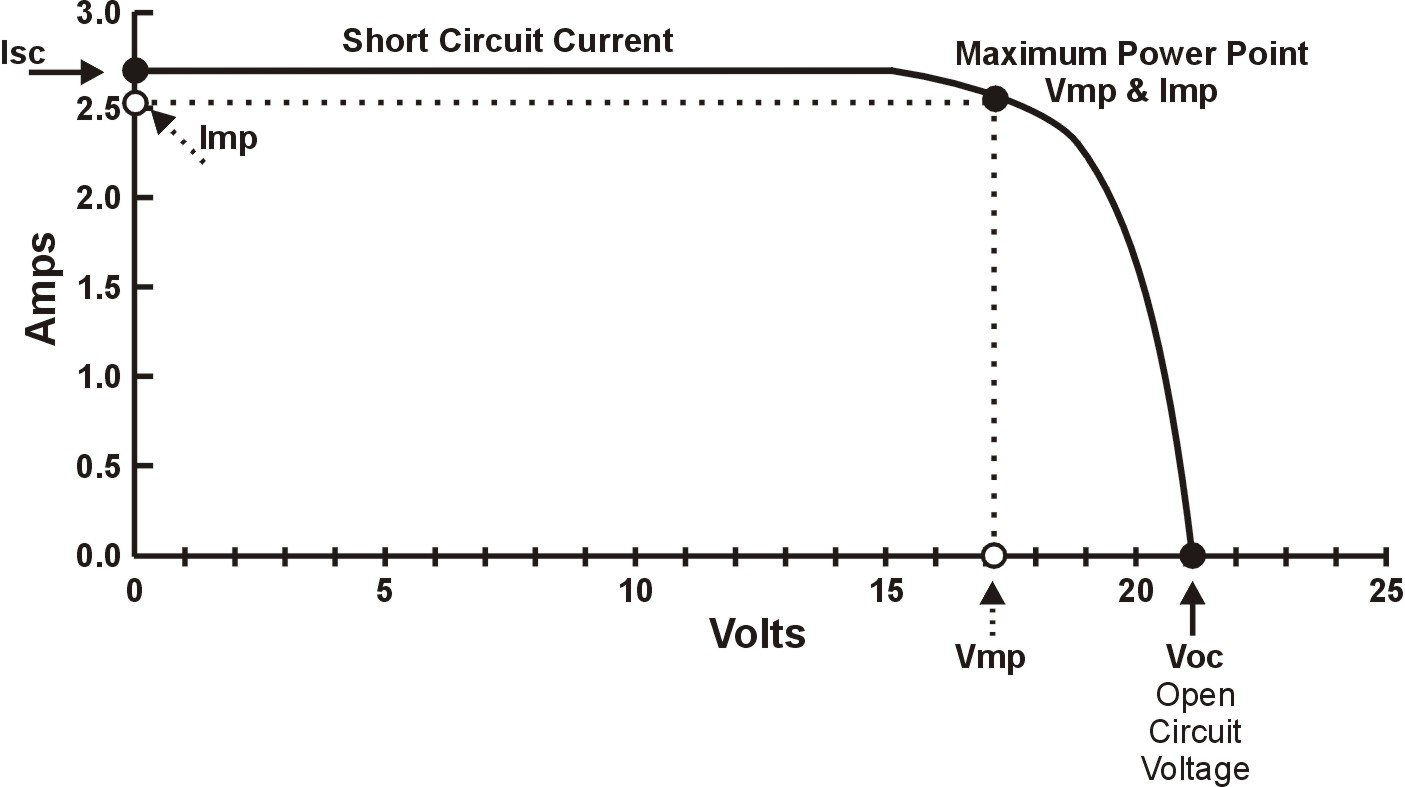 3.0
Isc
Short Circuit Current
Maximum Power Point
Vmp & Imp
2.5
Imp
2.0
Amps
1.5
1.0
0.5
0.0
0 5 10 15 20 25
Volts
Vmp
Voc
Open
Circuit
Voltage